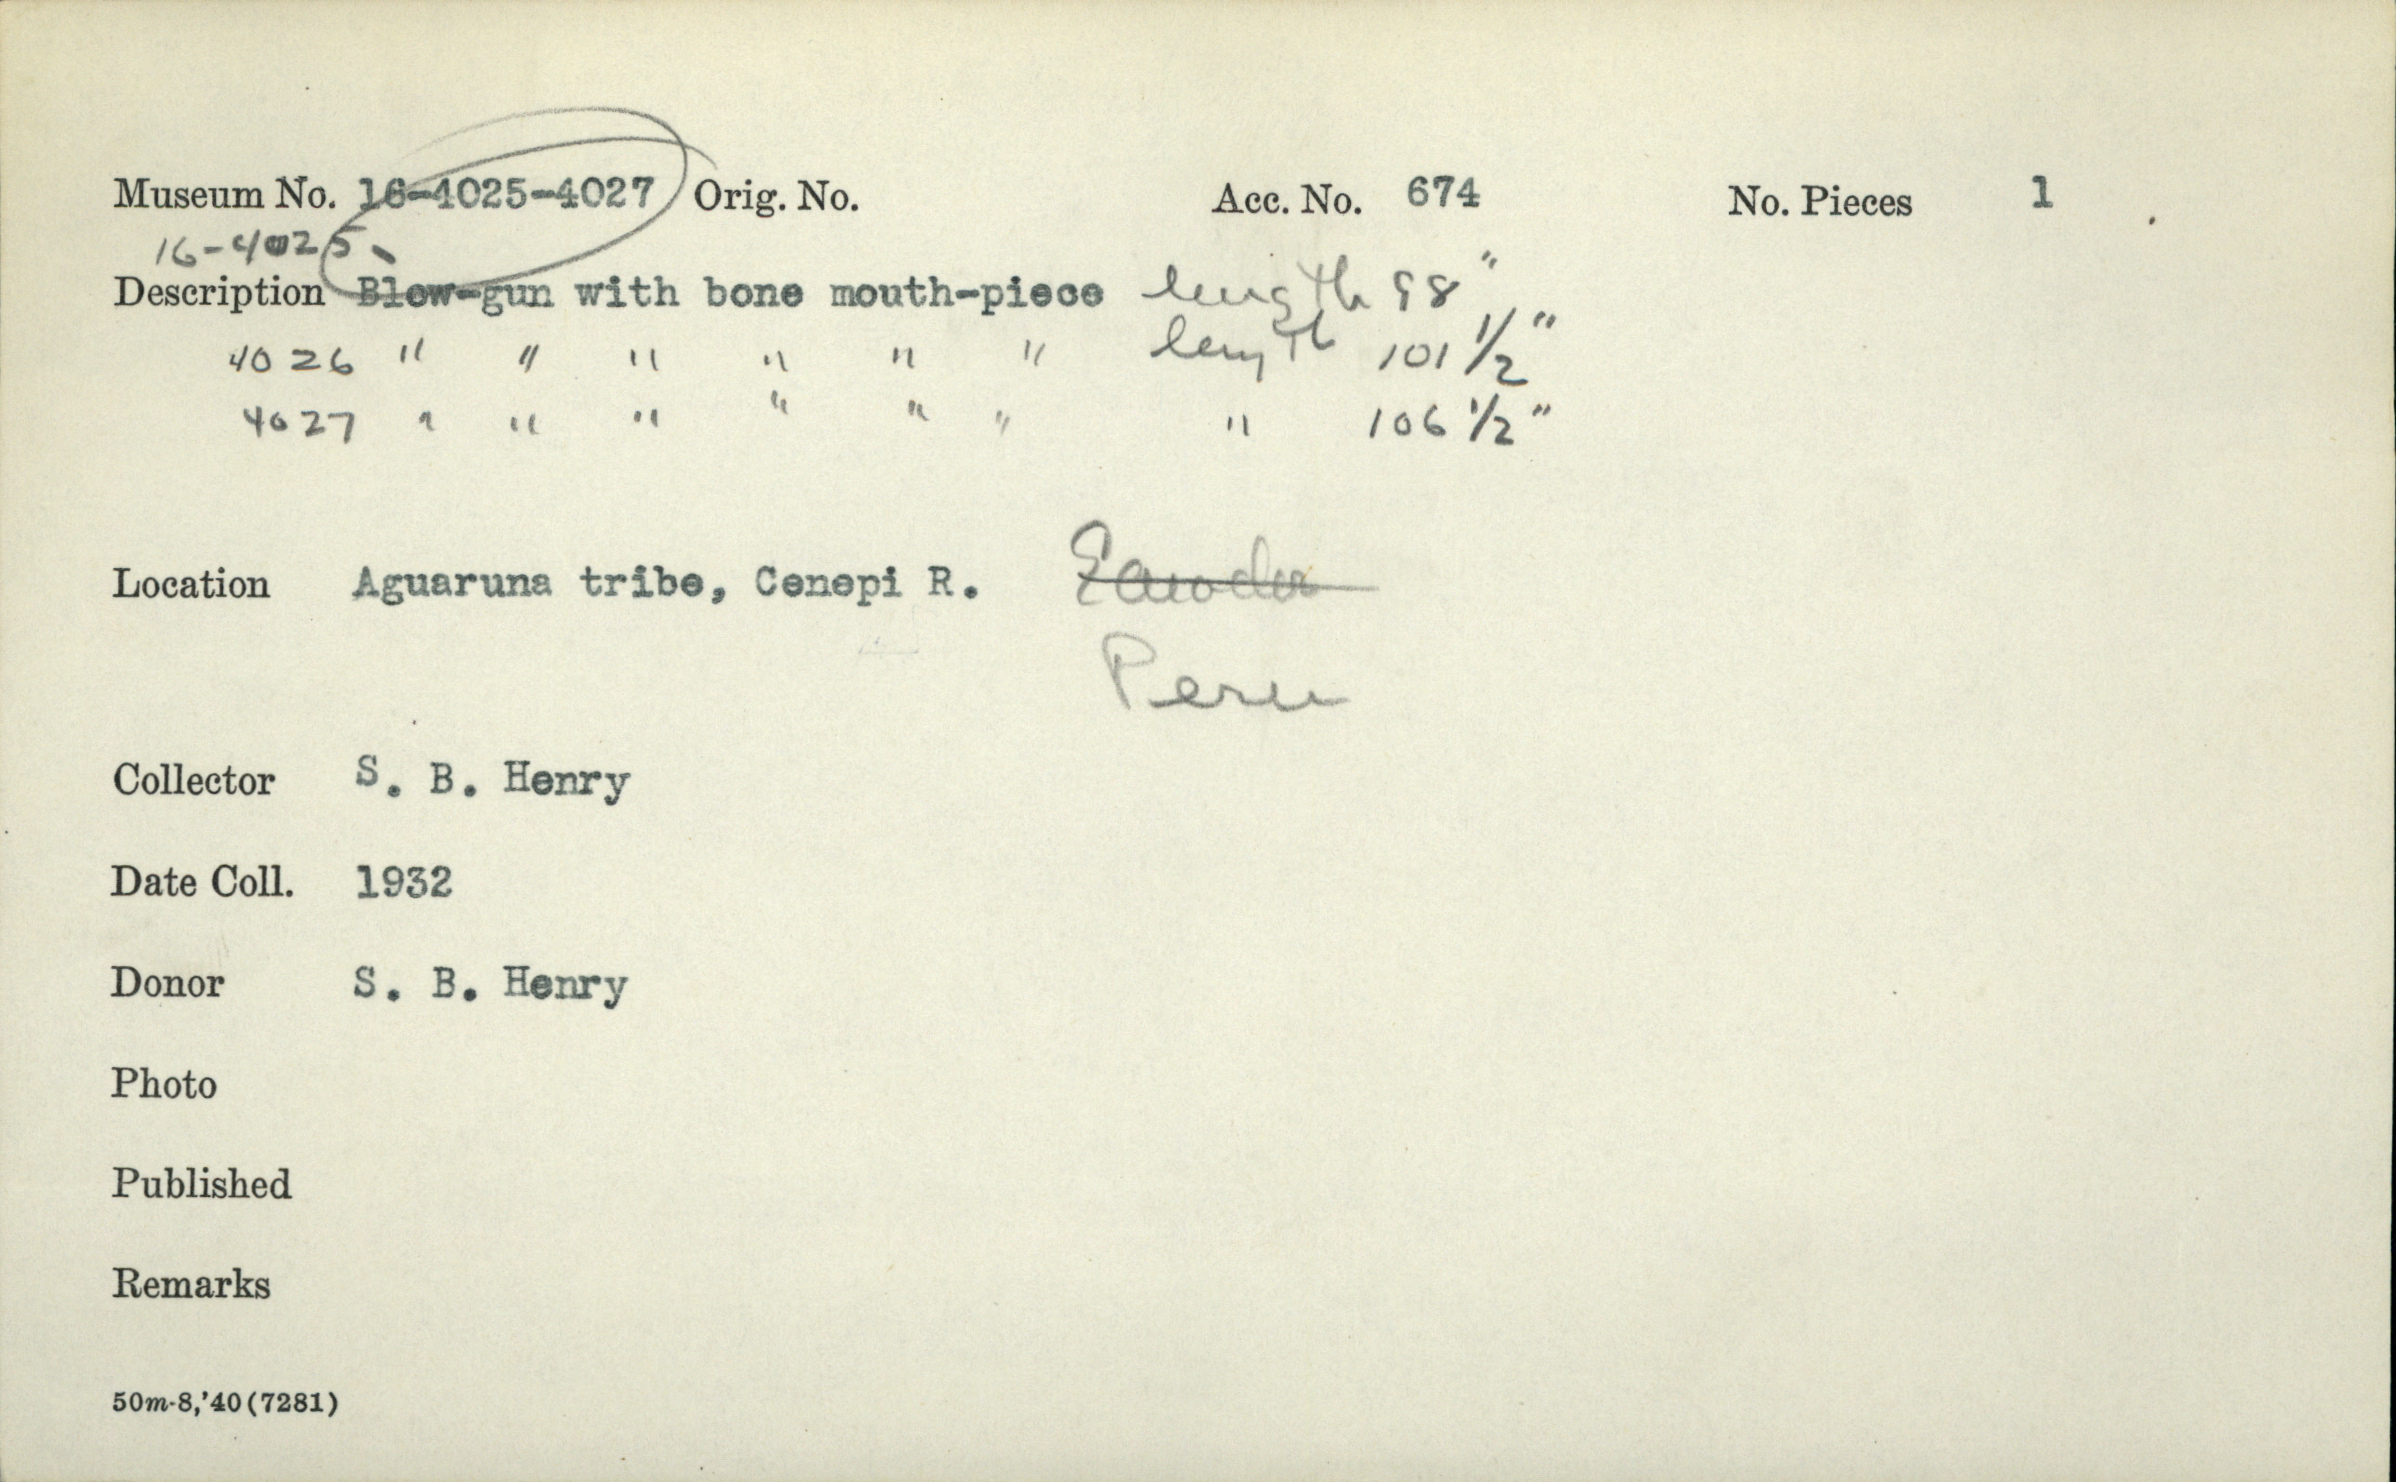 Museum No. 16-4025-4027 Orig. No. Acc. No. 674 No. Pieces 1
16-4025
Description Blow-gun with bone mouth-piece length 98"
4026 " " " " " " length 101 1/2"
4027 " " " " " " " 106 1/2"
Location Aguaruna tribe, Cenepi R. Ecuador
Peru
Collector S. B. Henry
Date Coll. 1932
Donor S. B. Henry
Photo
Published
Remarks
50m-8,'40(7281)